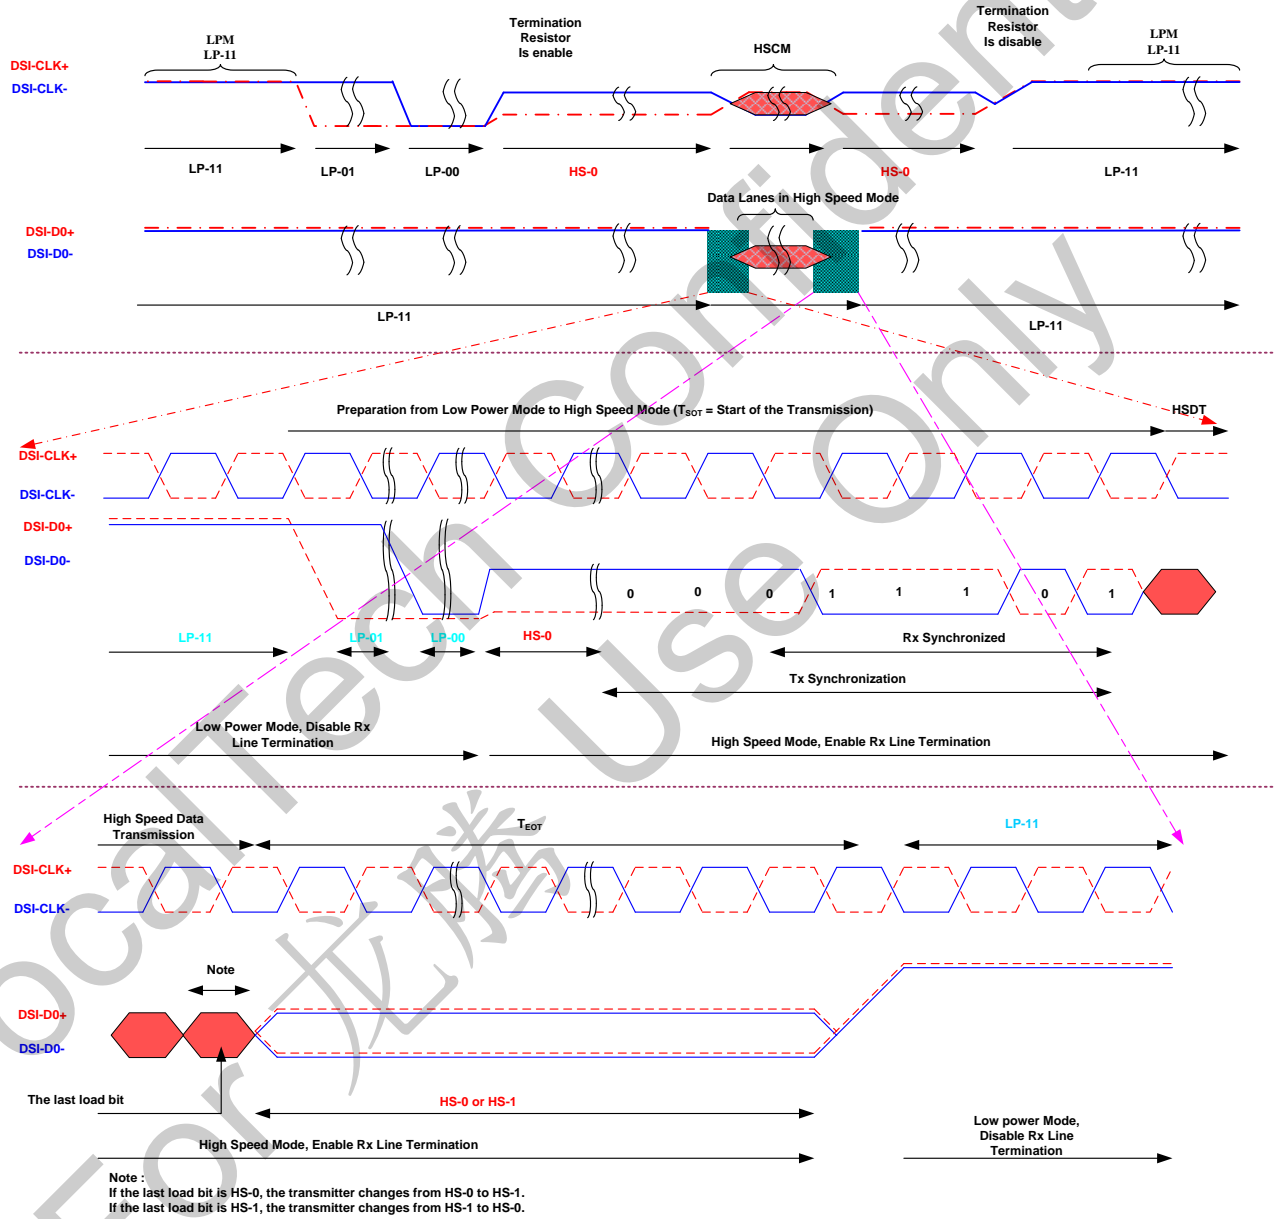 Termination
Resistor
Is enable
Termination
Resistor
Is disable
LPM
LP-11
HSCM
LPM
LP-11
DSI-CLK+
DSI-CLK-
LP-11
LP-01
LP-00
HS-0
HS-0
LP-11
Data Lanes in High Speed Mode
DSI-D0+
DSI-D0-
LP-11
LP-11
Preparation from Low Power Mode to High Speed Mode (TSOT = Start of the Transmission)
HSDT
DSI-CLK+
DSI-CLK-
DSI-D0+
DSI-D0-
0 0 0 1 1 1 0 1
LP-11
LP-01
LP-00
HS-0
Rx Synchronized
Tx Synchronization
Low Power Mode, Disable Rx
Line Termination
High Speed Mode, Enable Rx Line Termination
High Speed Data
Transmission
TEOT
LP-11
DSI-CLK+
DSI-CLK-
Note
DSI-D0+
DSI-D0-
The last load bit
HS-0 or HS-1
High Speed Mode, Enable Rx Line Termination
Low power Mode,
Disable Rx Line
Termination
Note :
If the last load bit is HS-0, the transmitter changes from HS-0 to HS-1.
If the last load bit is HS-1, the transmitter changes from HS-1 to HS-0.
ocalTech Confident
For 龙腾 Use Only